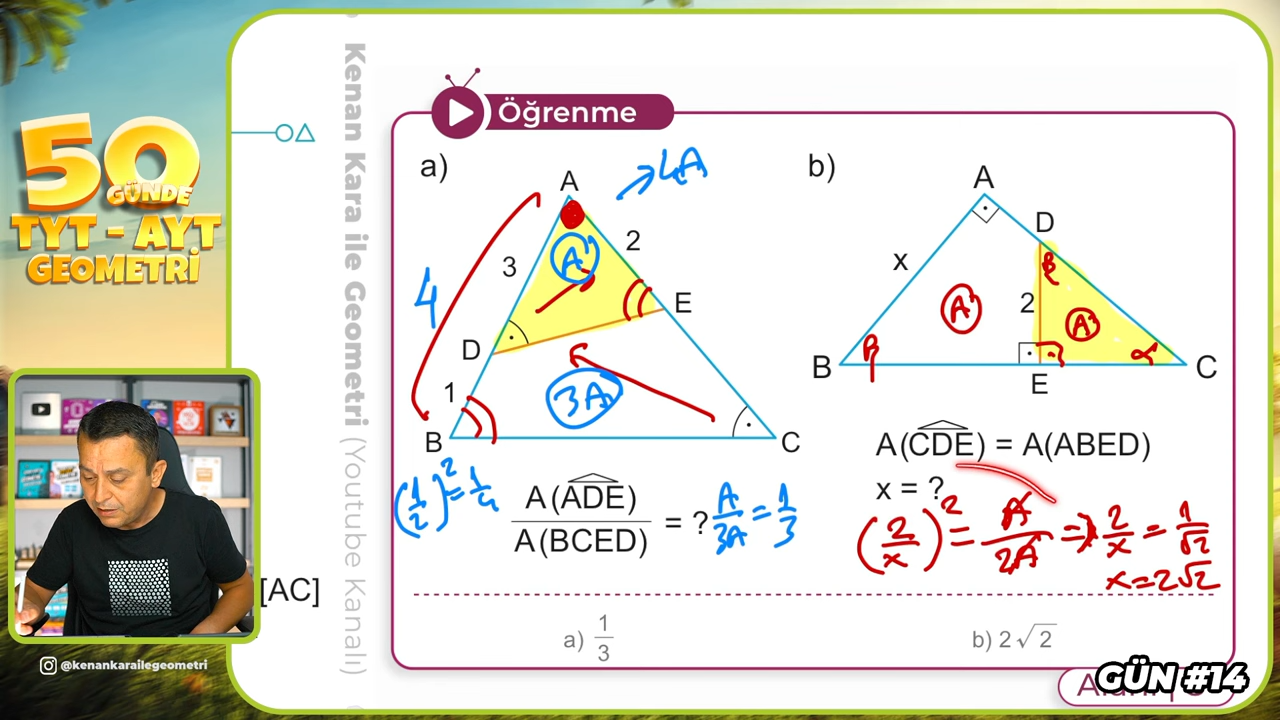 50
GÜNDE
TYT - AYT
GEOMETRİ
Kenan Kara ile Geometri (Youtube Kanalı)
Öğrenme
a)
A
4A
3
2
A
4
E
D
1
3A
B
C
(1/2)² = 1/4
A(ADE) / A(BCED) = ? A/3A = 1/3
b)
A
D
β
x
2
A
A
β
α
B
E
C
A(CDE) = A(ABED)
x = ?
(2/x)² = A/2A ⇒ 2/x = 1/√2
x=2√2
a) 1/3
b) 2√2
[AC]
@kenankarailegeometri
GÜN #14